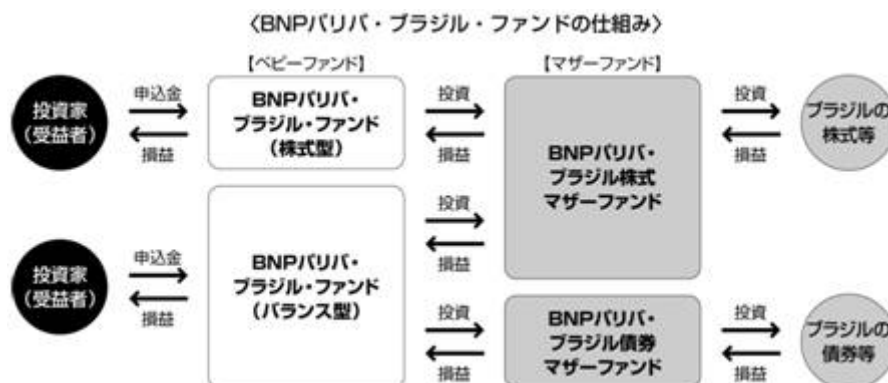 〈BNPパリバ・ブラジル・ファンドの仕組み〉
【ベビーファンド】
【マザーファンド】
投資家
（受益者）
申込金
損益
BNPパリバ・
ブラジル・ファンド
（株式型）
投資
損益
BNPパリバ・
ブラジル株式
マザーファンド
投資
損益
ブラジルの
株式等
投資家
（受益者）
申込金
損益
BNPパリバ・
ブラジル・ファンド
（バランス型）
投資
損益
投資
損益
BNPパリバ・
ブラジル債券
マザーファンド
投資
損益
ブラジルの
債券等